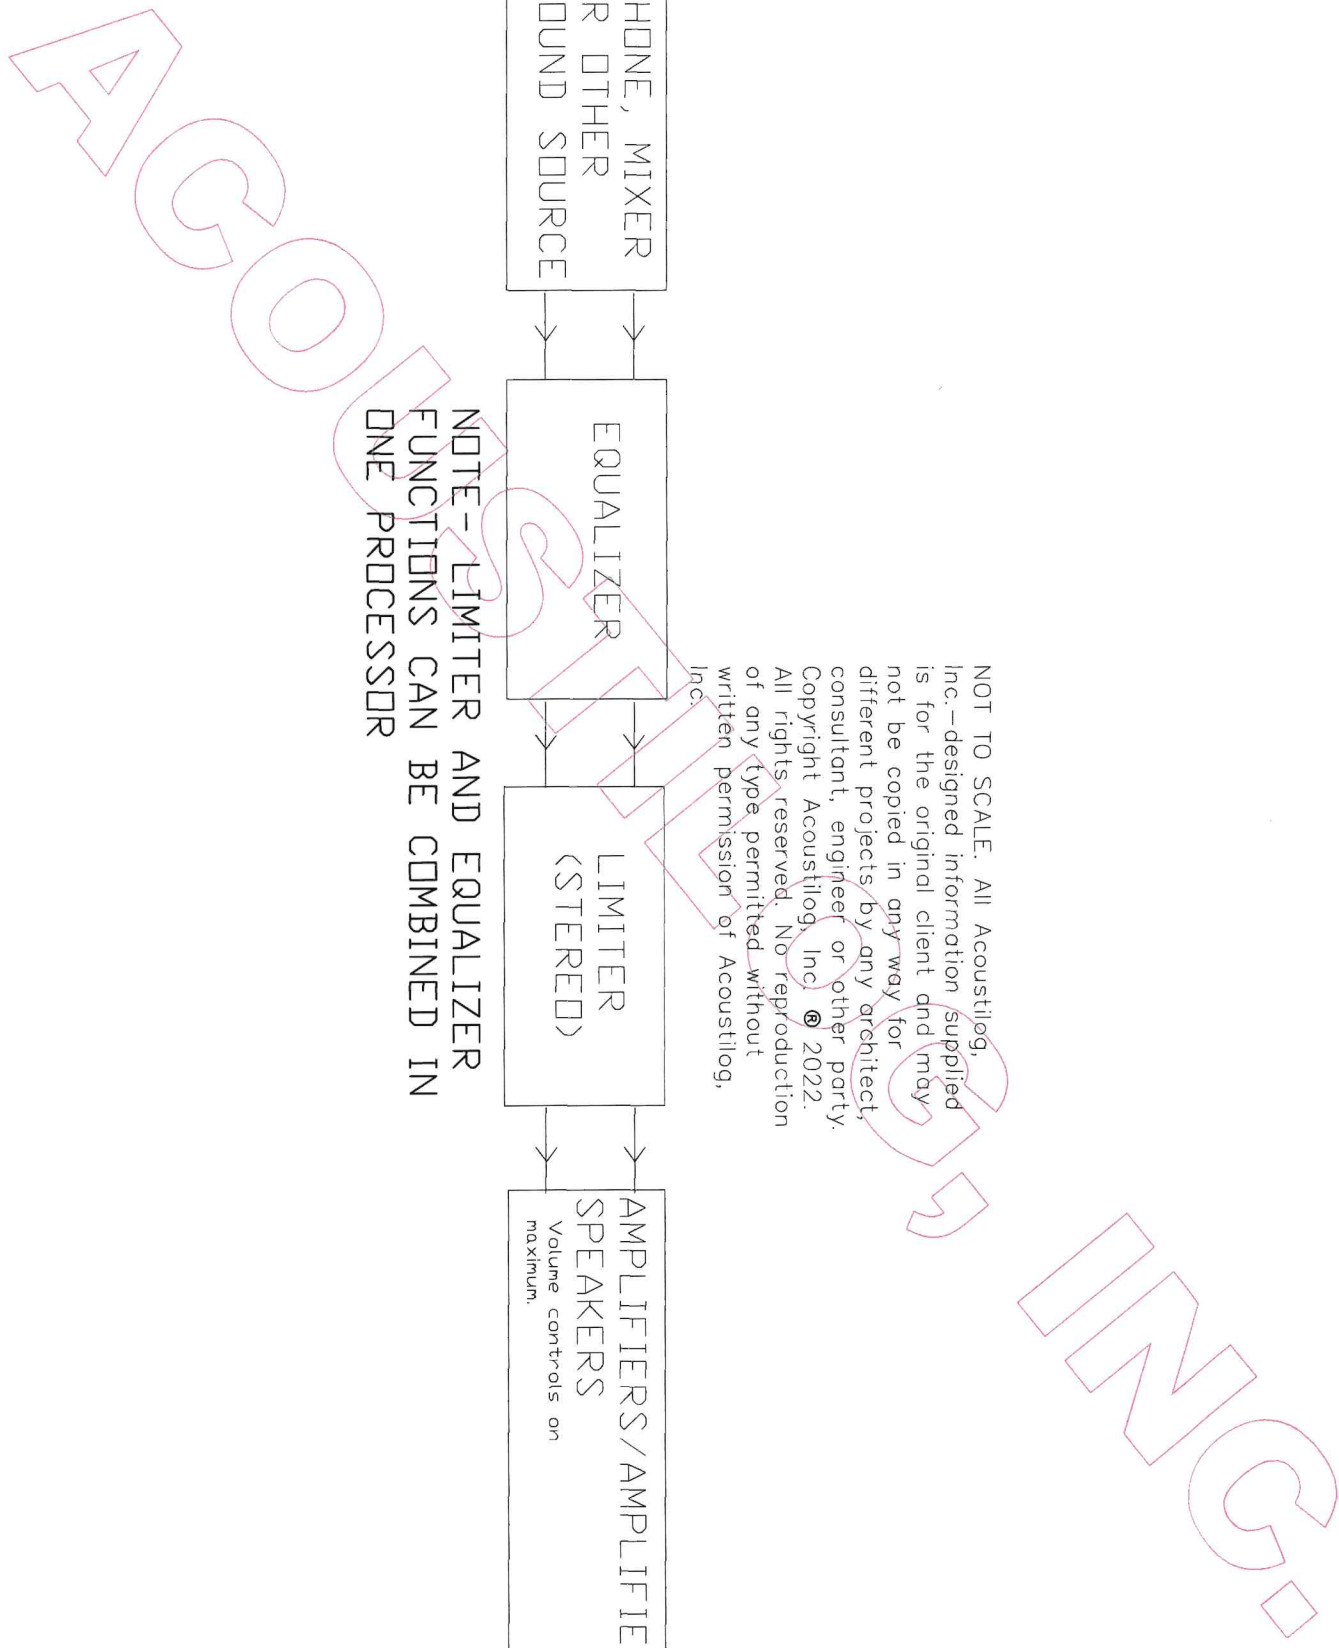 HONE, MIXER
R OTHER
OUND SOURCE
EQUALIZER
LIMITER
(STEREO)
AMPLIFIERS/AMPLIFIE
SPEAKERS
Volume controls on
maximum.
NOTE- LIMITER AND EQUALIZER
FUNCTIONS CAN BE COMBINED IN
ONE PROCESSOR
NOT TO SCALE. All Acoustilog,
Inc.-designed information supplied
is for the original client and may
not be copied in any way for
different projects by any architect,
consultant, engineer or other party.
Copyright Acoustilog, Inc. ® 2022.
All rights reserved. No reproduction
of any type permitted without
written permission of Acoustilog,
Inc.
ACOUSTILOG, INC.